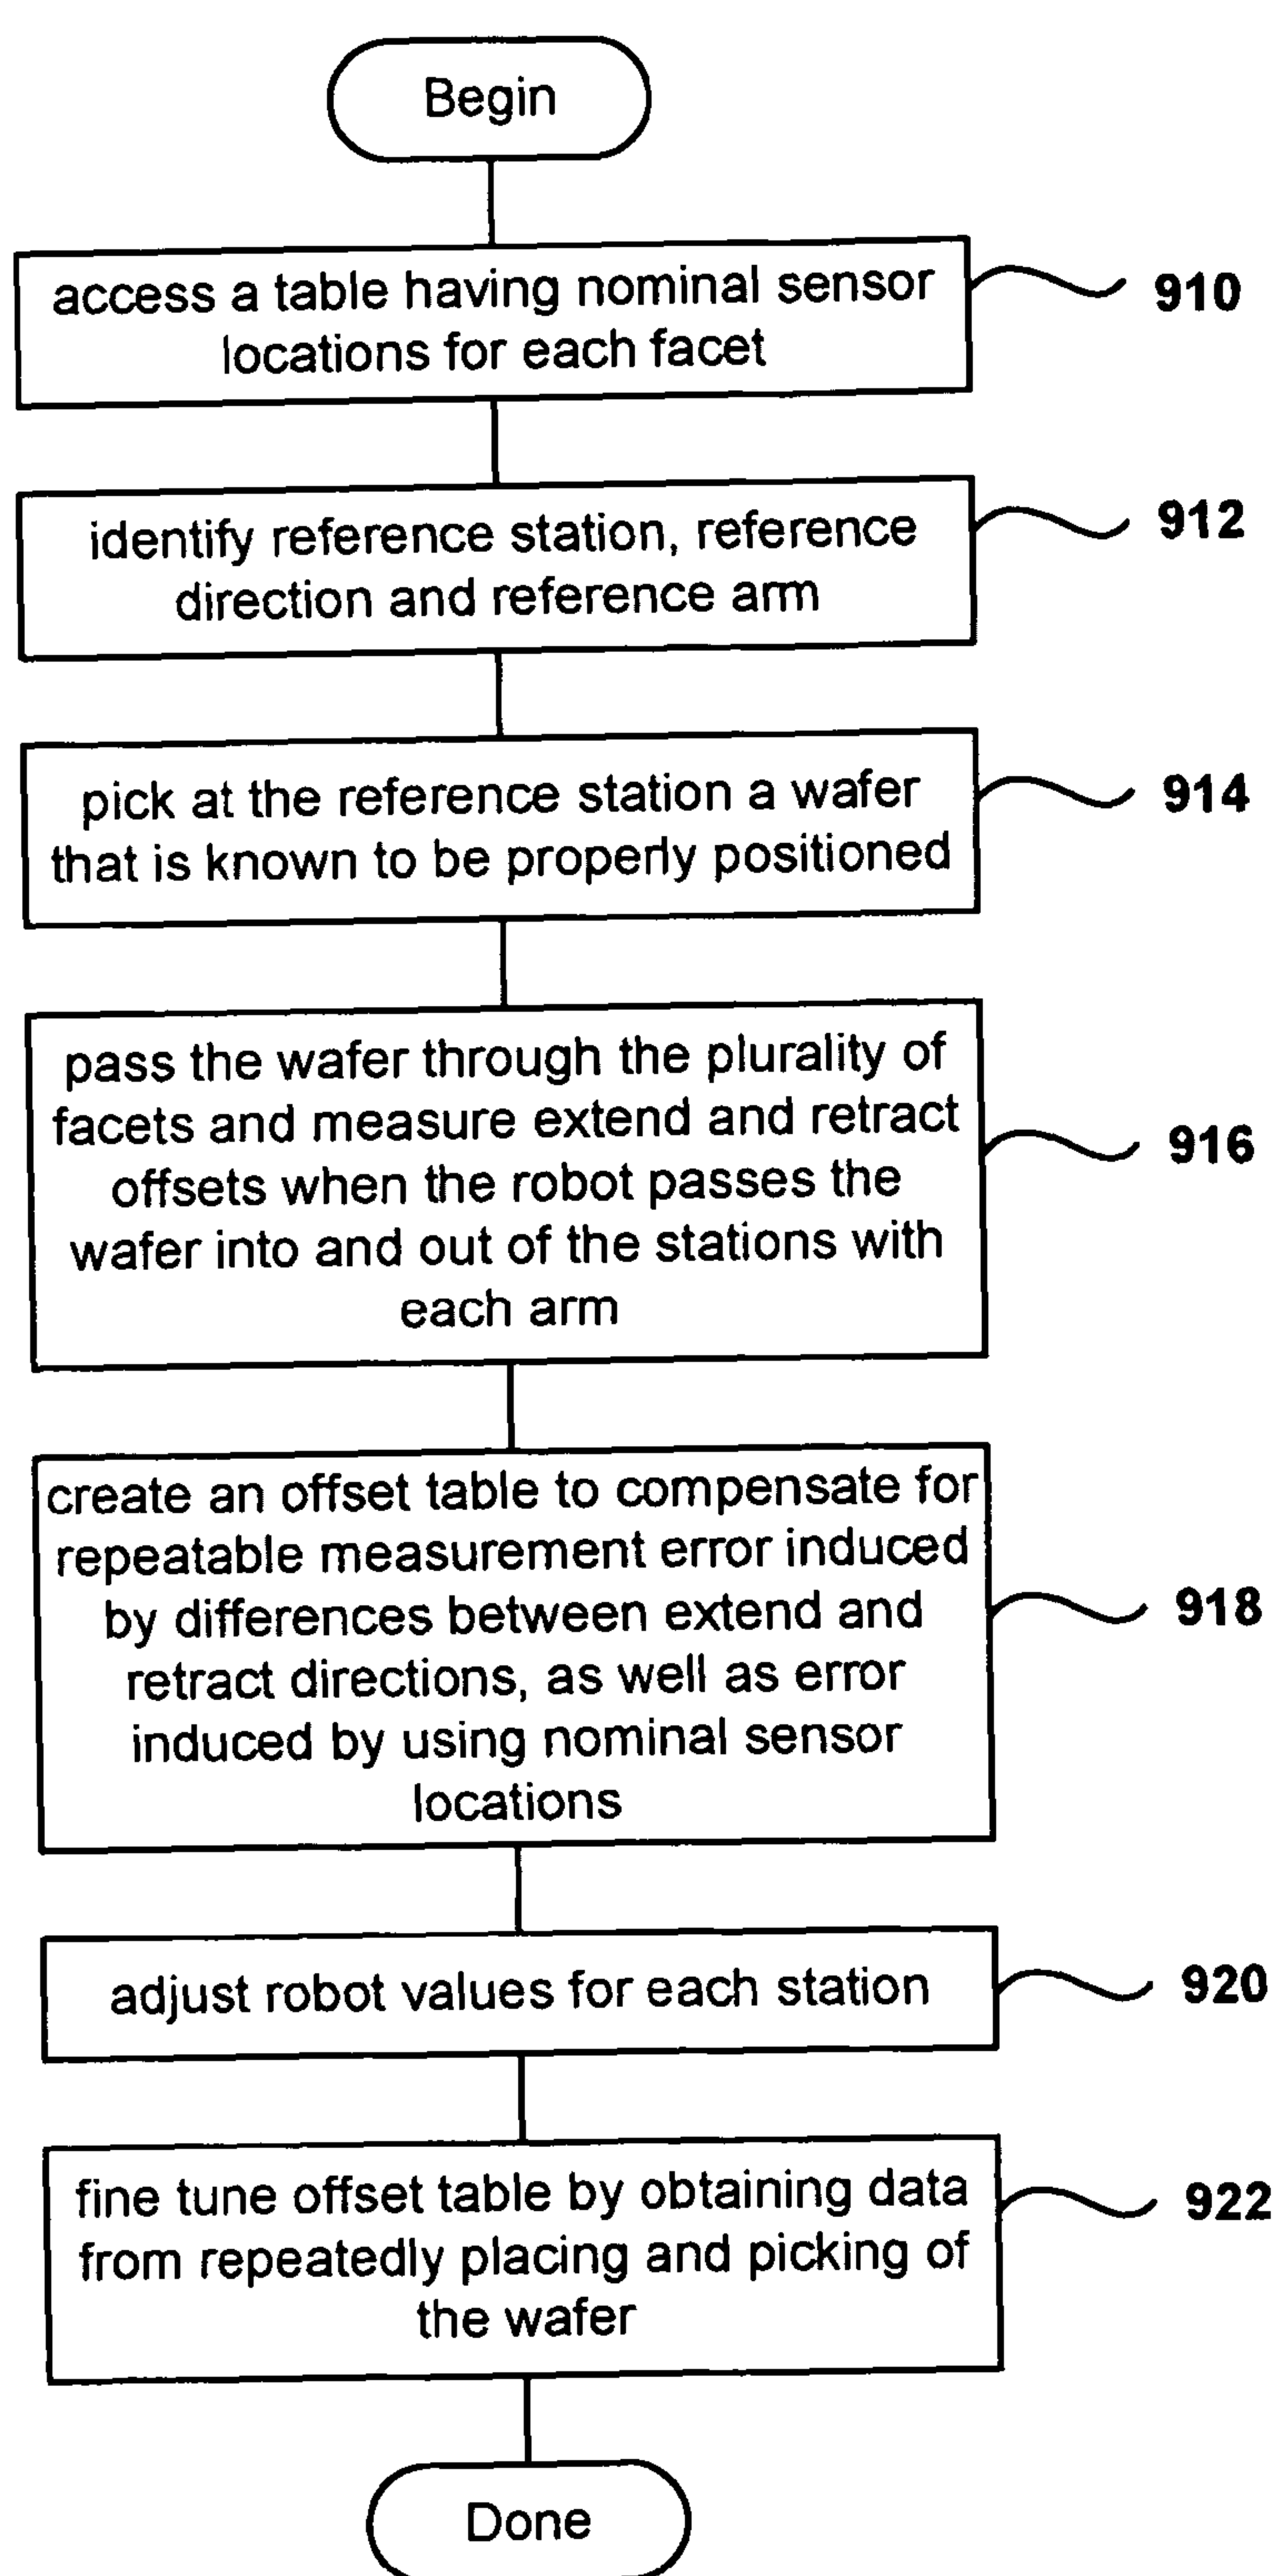 Begin
access a table having nominal sensor
locations for each facet
910
identify reference station, reference
direction and reference arm
912
pick at the reference station a wafer
that is known to be properly positioned
914
pass the wafer through the plurality of
facets and measure extend and retract
offsets when the robot passes the
wafer into and out of the stations with
each arm
916
create an offset table to compensate for
repeatable measurement error induced
by differences between extend and
retract directions, as well as error
induced by using nominal sensor
locations
918
adjust robot values for each station
920
fine tune offset table by obtaining data
from repeatedly placing and picking of
the wafer
922
Done